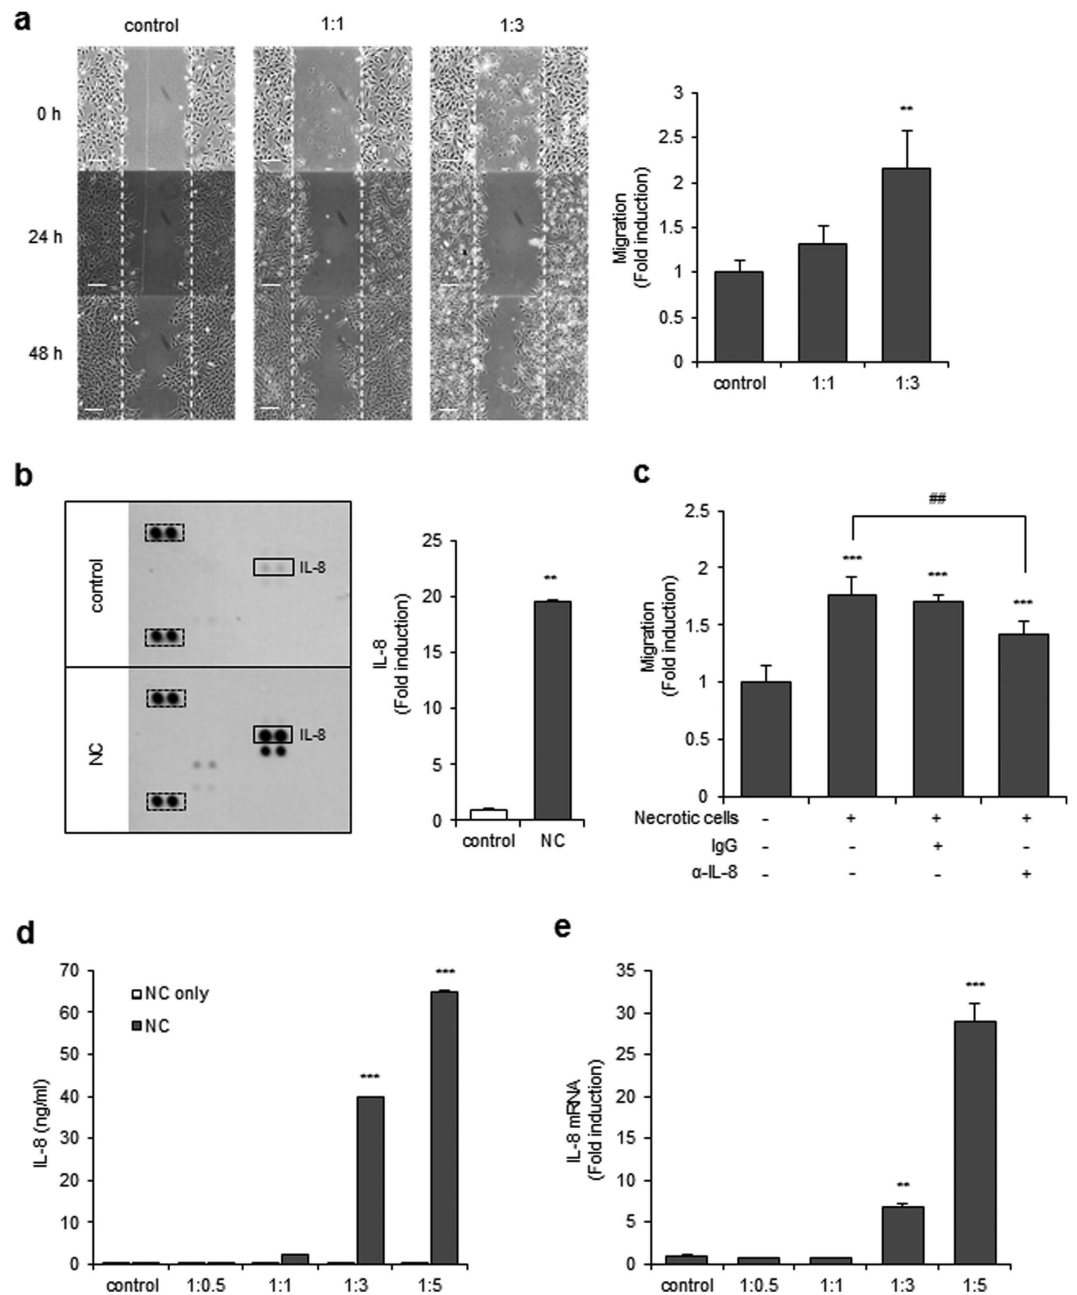 a
control 1:1 1:3
0 h
24 h
48 h
Migration
(Fold induction)
3
2.5
2
1.5
1
0.5
0
**
control 1:1 1:3
b
control
IL-8
NC
IL-8
IL-8
(Fold induction)
25
20
15
10
5
0
**
control NC
c
Migration
(Fold induction)
2.5
2
1.5
1
0.5
0
##
*** *** ***
Necrotic cells - + + +
IgG - - + -
α-IL-8 - - - +
d
IL-8 (ng/ml)
70
60
50
40
30
20
10
0
NC only
NC
*** ***
control 1:0.5 1:1 1:3 1:5
e
IL-8 mRNA
(Fold induction)
35
30
25
20
15
10
5
0
** ***
control 1:0.5 1:1 1:3 1:5